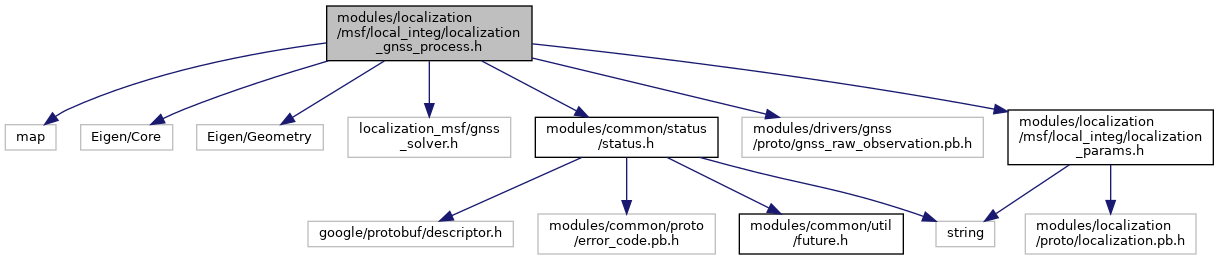 modules/localization
/msf/local_integ/localization
_gnss_process.h
map
Eigen/Core
Eigen/Geometry
localization_msf/gnss
_solver.h
modules/common/status
/status.h
modules/drivers/gnss
/proto/gnss_raw_observation.pb.h
modules/localization
/msf/local_integ/localization
_params.h
google/protobuf/descriptor.h
modules/common/proto
/error_code.pb.h
modules/common/util
/future.h
string
modules/localization
/proto/localization.pb.h